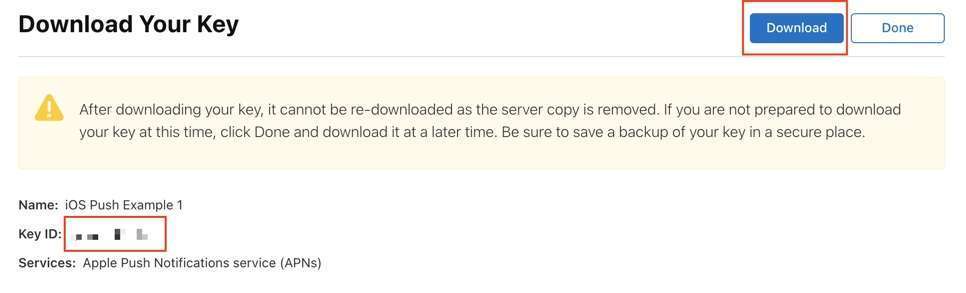 Download Your Key
Download
Done
After downloading your key, it cannot be re-downloaded as the server copy is removed. If you are not prepared to download
your key at this time, click Done and download it at a later time. Be sure to save a backup of your key in a secure place.
Name: iOS Push Example 1
Key ID:
Services: Apple Push Notifications service (APNs)